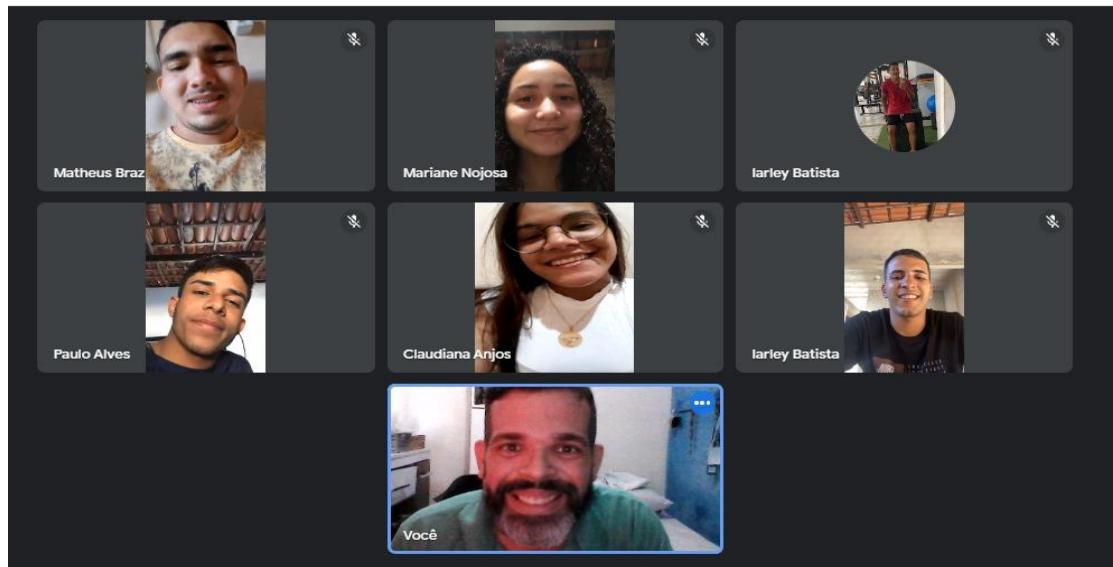 Matheus Braz
Mariane Nojosa
Iarley Batista
Paulo Alves
Claudiana Anjos
Iarley Batista
Você